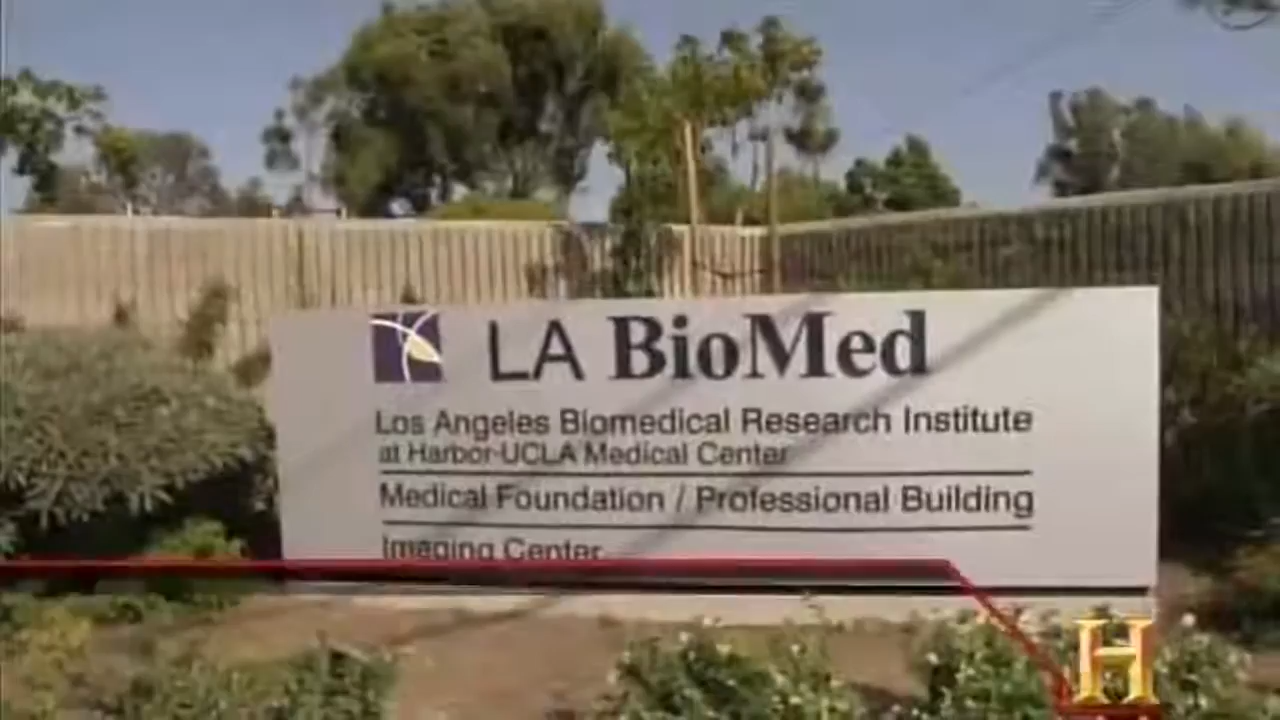 LA BioMed
Los Angeles Biomedical Research Institute
at Harbor-UCLA Medical Center
Medical Foundation / Professional Building
Imaging Center
H